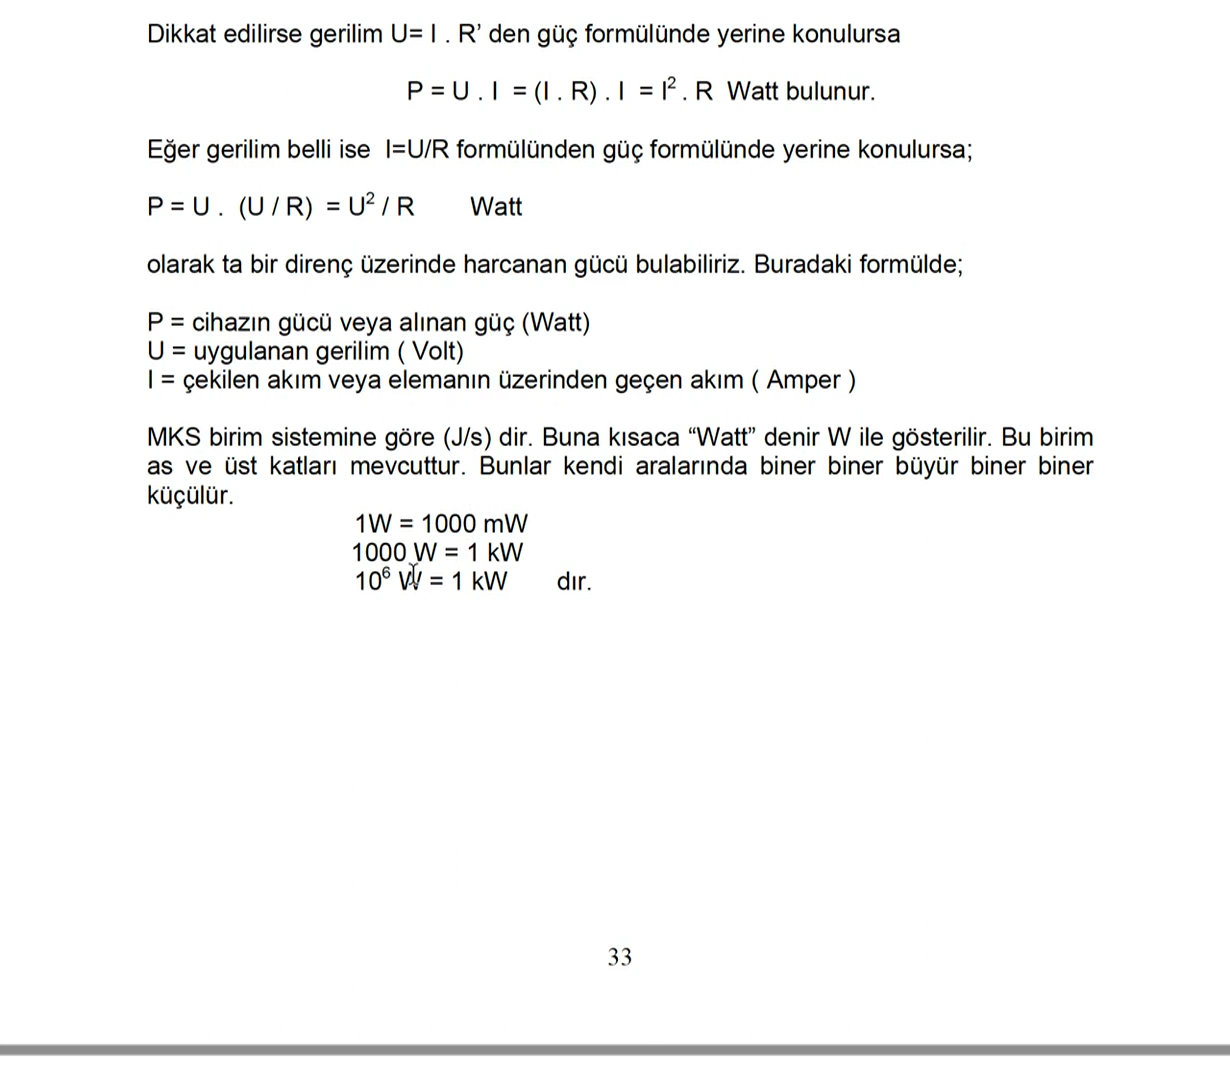 Dikkat edilirse gerilim U= I . R’ den güç formülünde yerine konulursa
P = U . I = (I . R) . I = I² . R Watt bulunur.
Eğer gerilim belli ise I=U/R formülünden güç formülünde yerine konulursa;
P = U . (U / R) = U² / R Watt
olarak ta bir direnç üzerinde harcanan gücü bulabiliriz. Buradaki formülde;
P = cihazın gücü veya alınan güç (Watt)
U = uygulanan gerilim ( Volt)
I = çekilen akım veya elemanın üzerinden geçen akım ( Amper )
MKS birim sistemine göre (J/s) dir. Buna kısaca “Watt” denir W ile gösterilir. Bu birim
as ve üst katları mevcuttur. Bunlar kendi aralarında biner biner büyür biner biner
küçülür.
1W = 1000 mW
1000 W = 1 kW
10⁶ W = 1 kW dır.
33